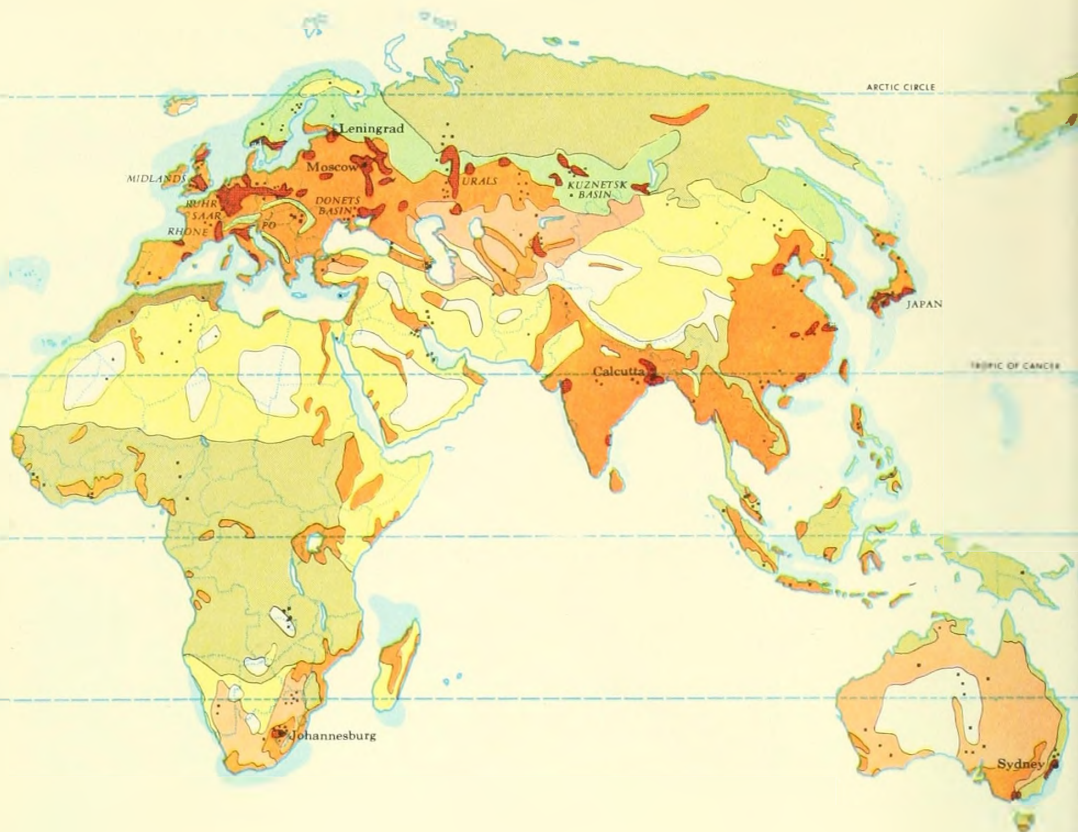 ARCTIC CIRCLE
Leningrad
Moscow
MIDLANDS
URALS
KUZNETSK
BASIN
RUHR
SAAR
DONETS
BASIN
PO
RHONE
JAPAN
TROPIC OF CANCER
Calcutta
Johannesburg
Sydney